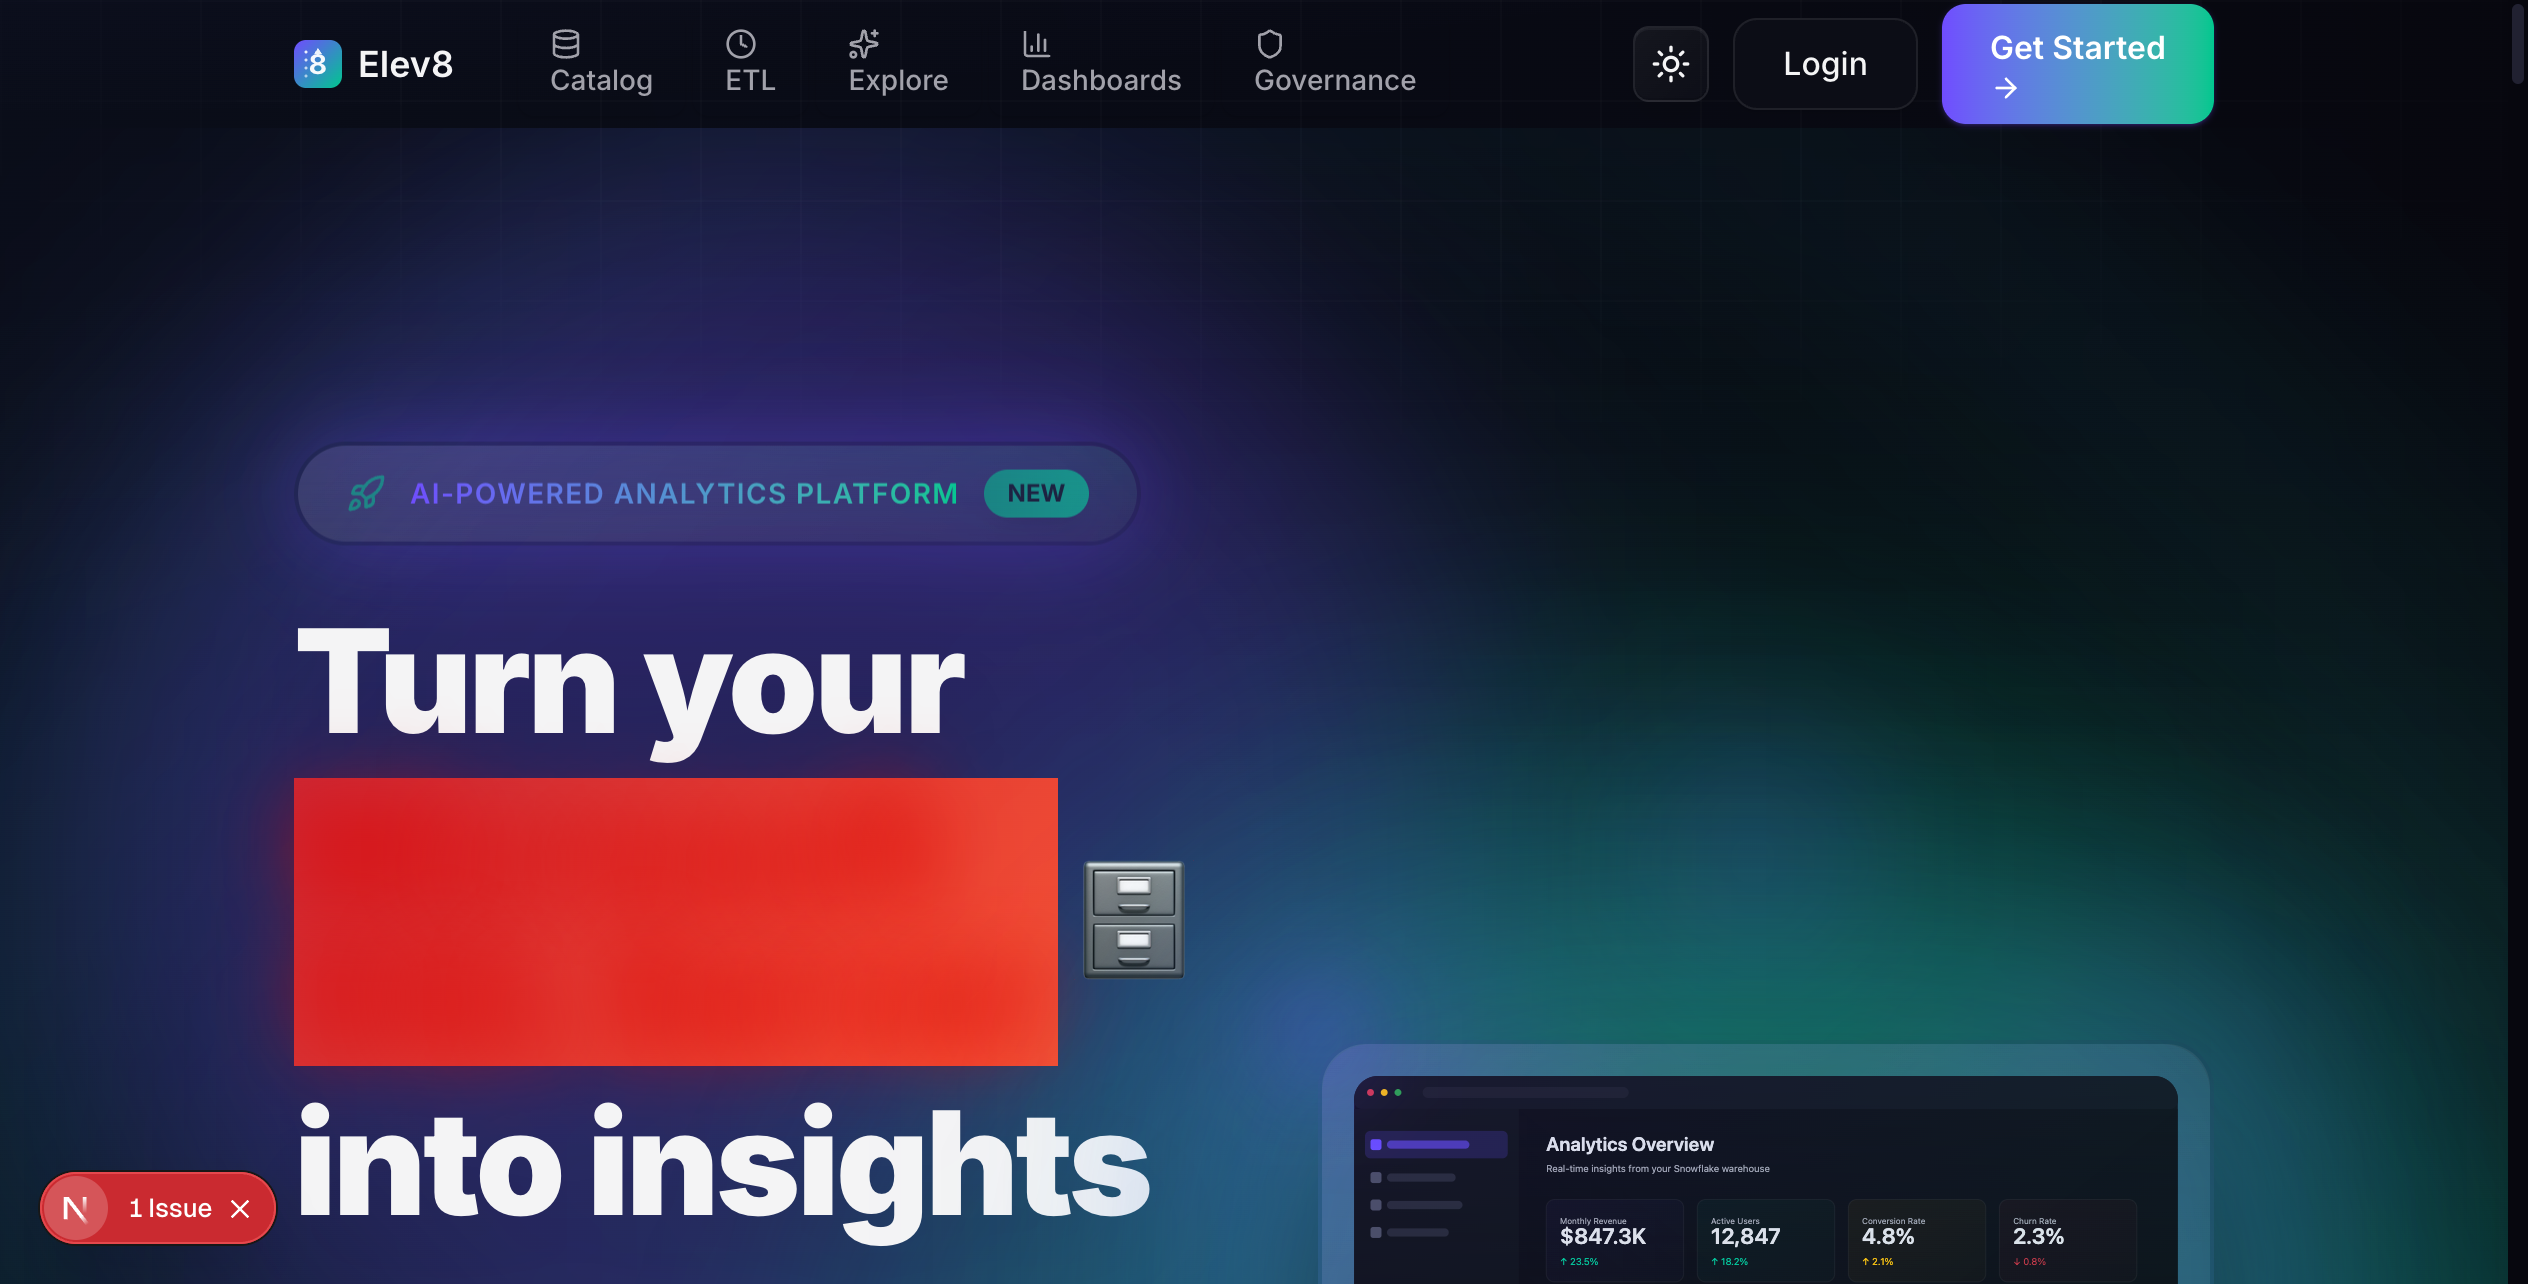 8 Elev8
Catalog
ETL
Explore
Dashboards
Governance
Login
Get Started →
AI-POWERED ANALYTICS PLATFORM NEW
Turn your
into insights
N 1 Issue ×
Analytics Overview
Real-time insights from your Snowflake warehouse
Monthly Revenue
$847.3K
↑ 23.5%
Active Users
12,847
↑ 18.2%
Conversion Rate
4.8%
↑ 2.1%
Churn Rate
2.3%
↓ 0.8%